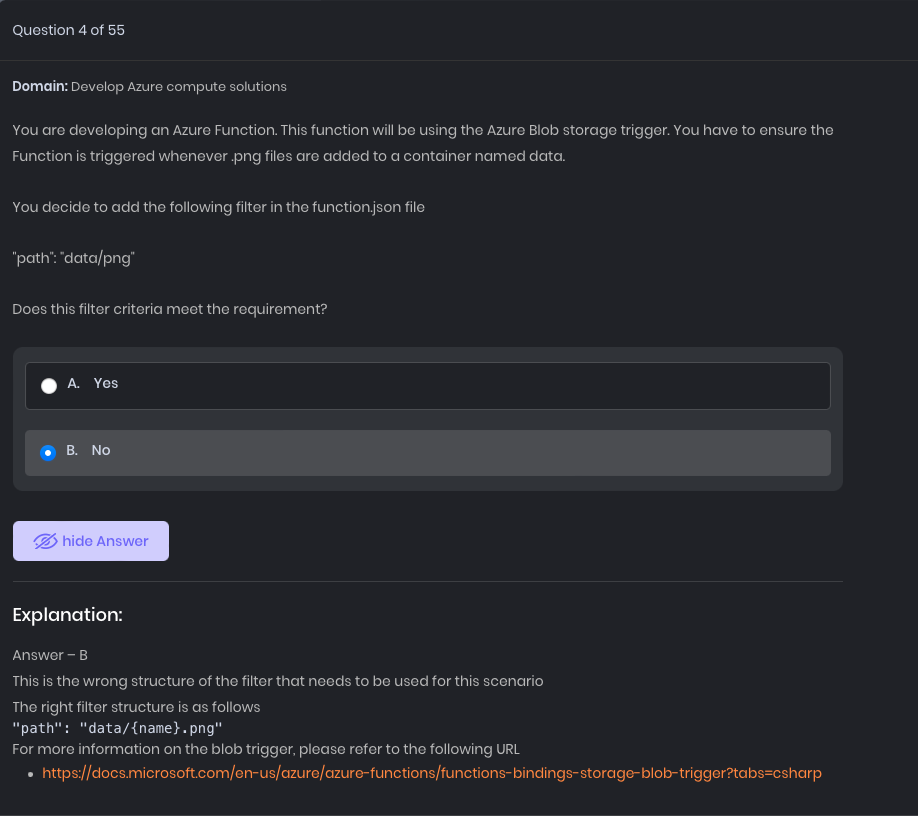 Question 4 of 55
Domain: Develop Azure compute solutions
You are developing an Azure Function. This function will be using the Azure Blob storage trigger. You have to ensure the
Function is triggered whenever .png files are added to a container named data.
You decide to add the following filter in the function.json file
"path": "data/png"
Does this filter criteria meet the requirement?
A. Yes
B. No
hide Answer
Explanation:
Answer – B
This is the wrong structure of the filter that needs to be used for this scenario
The right filter structure is as follows
"path": "data/{name}.png"
For more information on the blob trigger, please refer to the following URL
• https://docs.microsoft.com/en-us/azure/azure-functions/functions-bindings-storage-blob-trigger?tabs=csharp